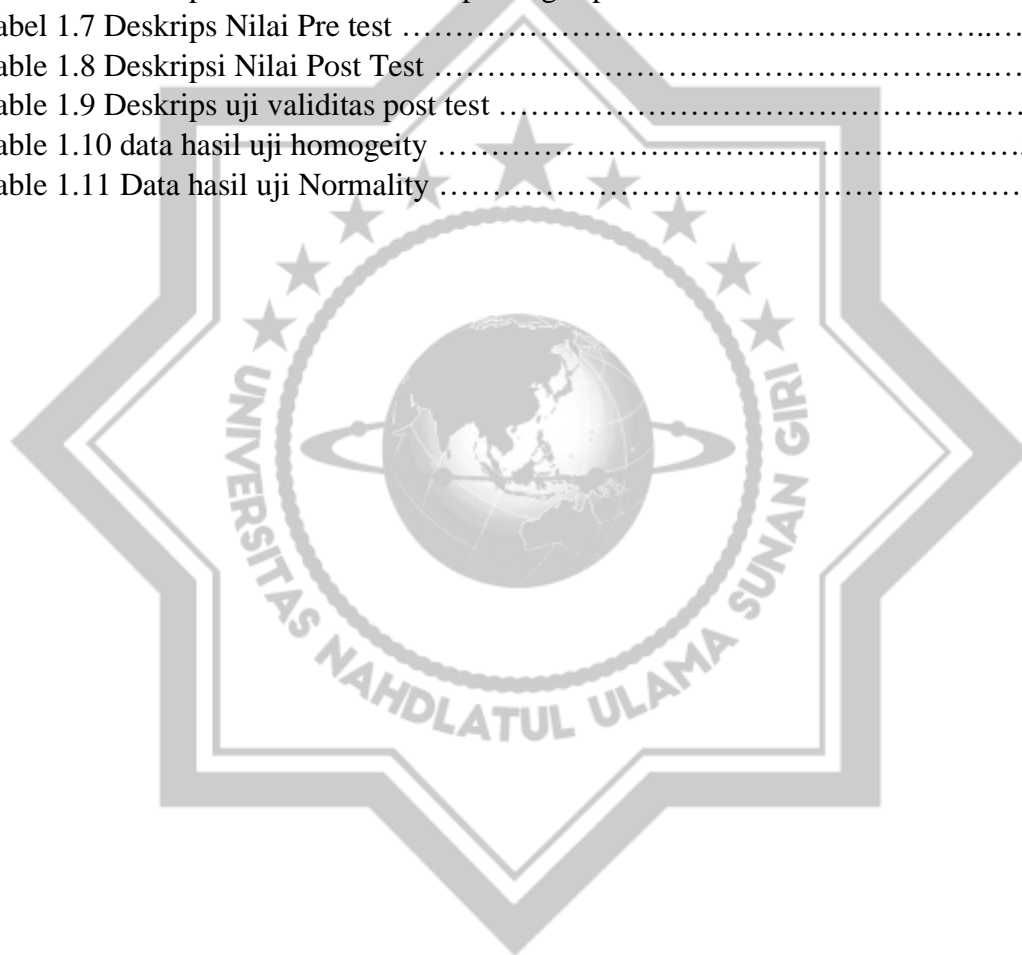 abel 1.7 Deskrips Nilai Pre test ……………………………………………………..…
able 1.8 Deskripsi Nilai Post Test ………………………………………………….….…
able 1.9 Deskrips uji validitas post test ………………………………………..………
able 1.10 data hasil uji homogeity ……………………………………………….……
able 1.11 Data hasil uji Normality ……………………………………………….………
UNIVERSITAS NAHDLATUL ULAMA SUNAN GIRI